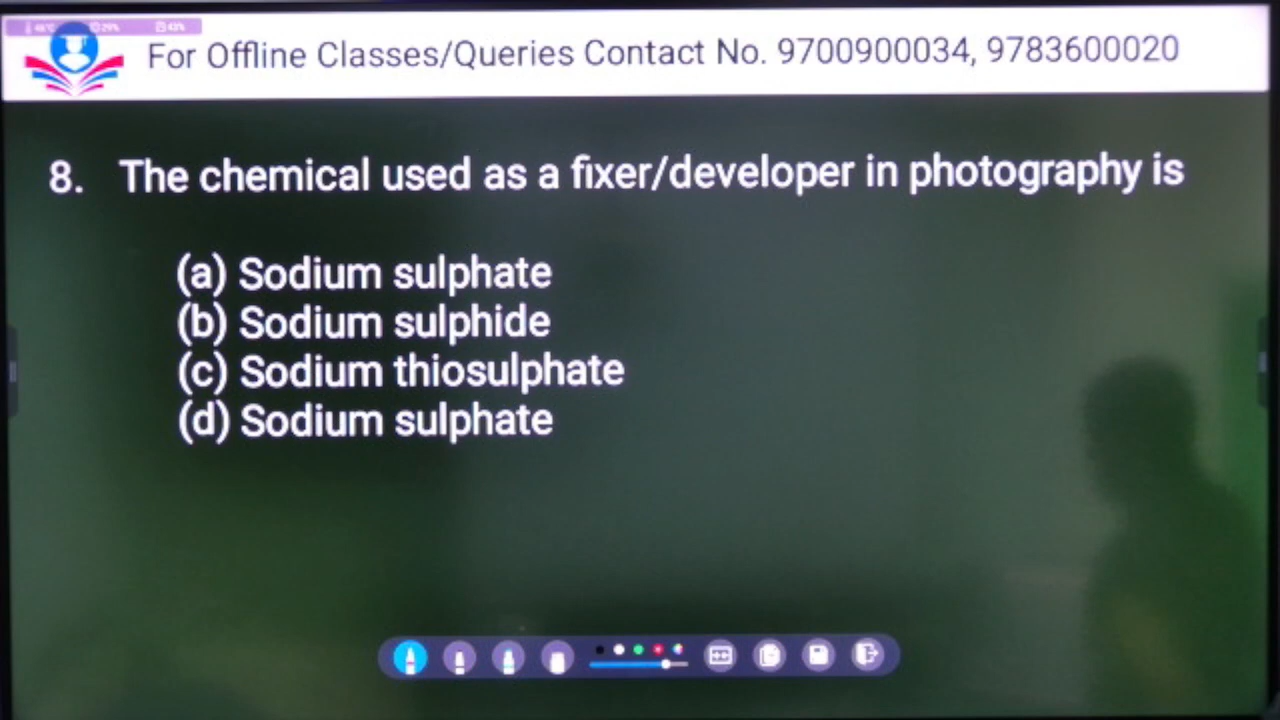 For Offline Classes/Queries Contact No. 9700900034, 9783600020
8. The chemical used as a fixer/developer in photography is
(a) Sodium sulphate
(b) Sodium sulphide
(c) Sodium thiosulphate
(d) Sodium sulphate